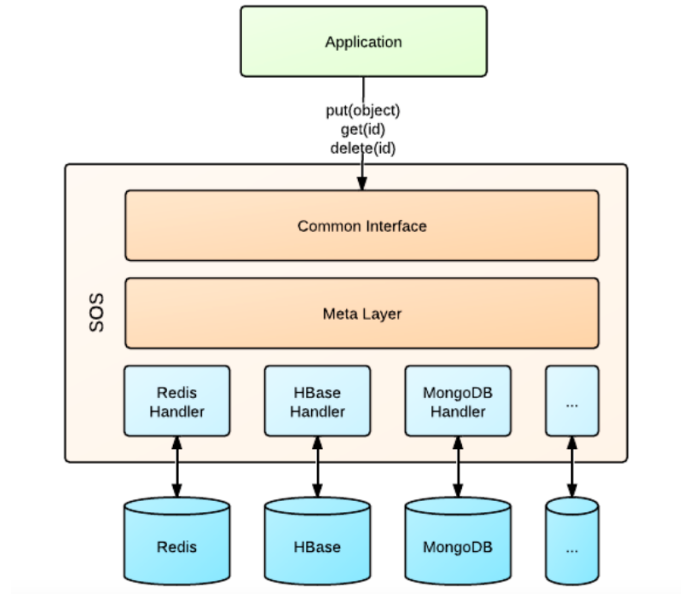 Application
put(object)
get(id)
delete(id)
SOS
Common Interface
Meta Layer
Redis
Handler
HBase
Handler
MongoDB
Handler
...
Redis
HBase
MongoDB
...